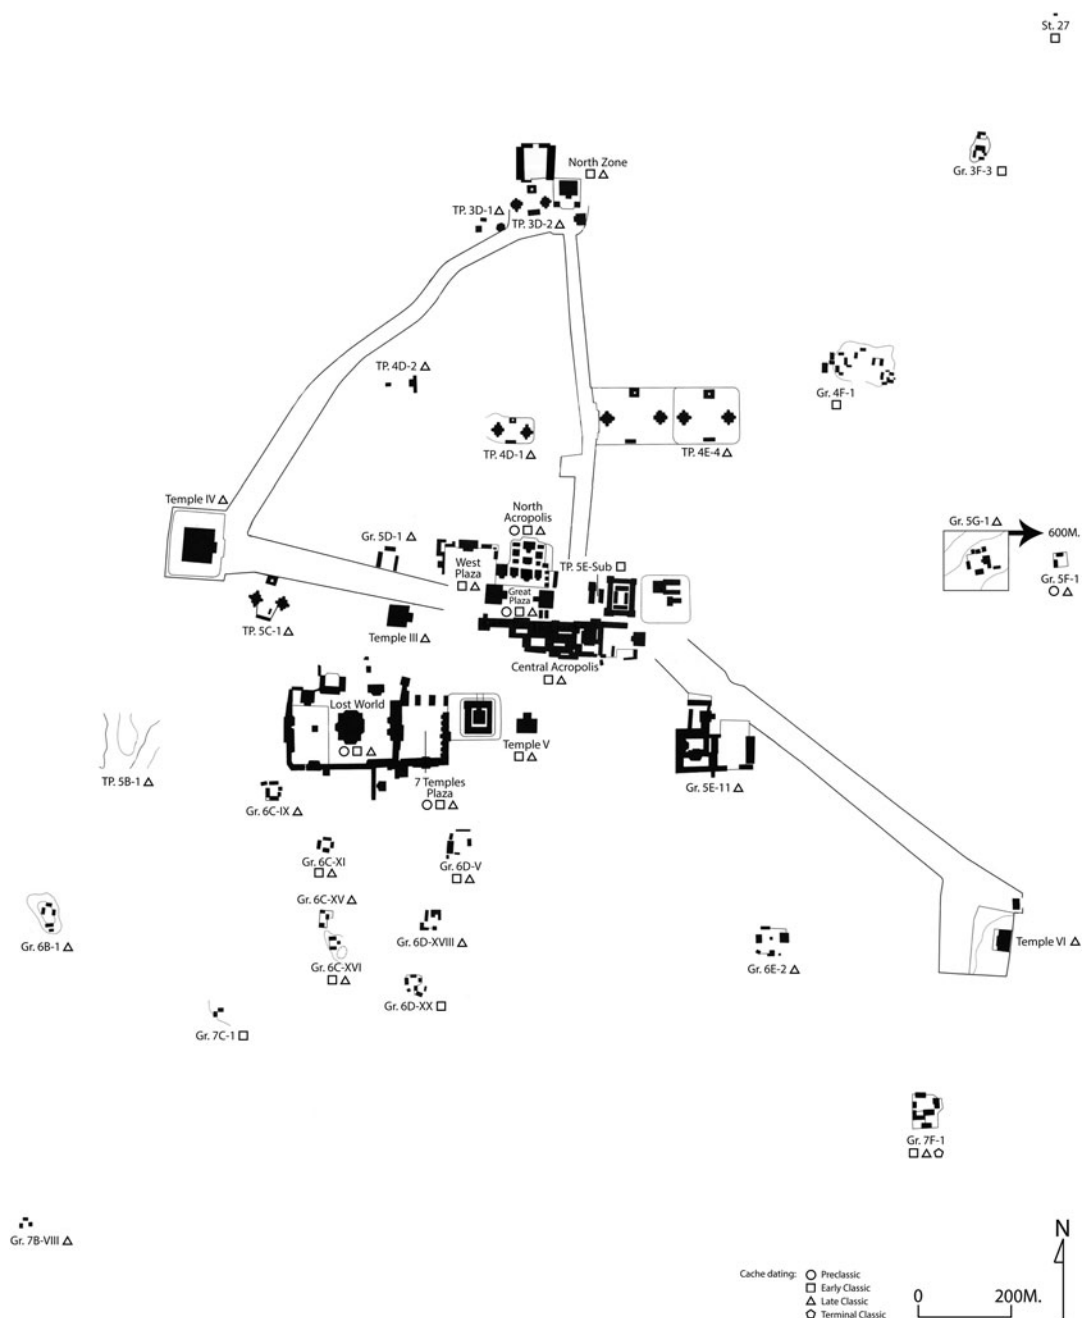 St. 27
Gr. 3F-3
North Zone
TP. 3D-1
TP. 3D-2
TP. 4D-2
Gr. 4F-1
TP. 4D-1
TP. 4E-4
Temple IV
North
Acropolis
Gr. 5D-1
West
Plaza
TP. 5E-Sub
Great
Plaza
Gr. 5G-1
600M.
Gr. 5F-1
TP. 5C-1
Temple III
Central Acropolis
Lost World
Temple V
TP. 5B-1
7 Temples
Plaza
Gr. 5E-11
Gr. 6C-IX
Gr. 6C-XI
Gr. 6D-V
Gr. 6C-XV
Gr. 6B-1
Gr. 6D-XVIII
Gr. 6E-2
Temple VI
Gr. 6C-XVI
Gr. 6D-XX
Gr. 7C-1
Gr. 7F-1
Gr. 7B-VIII
N
Cache dating:
Preclassic
Early Classic
Late Classic
Terminal Classic
0 200M.